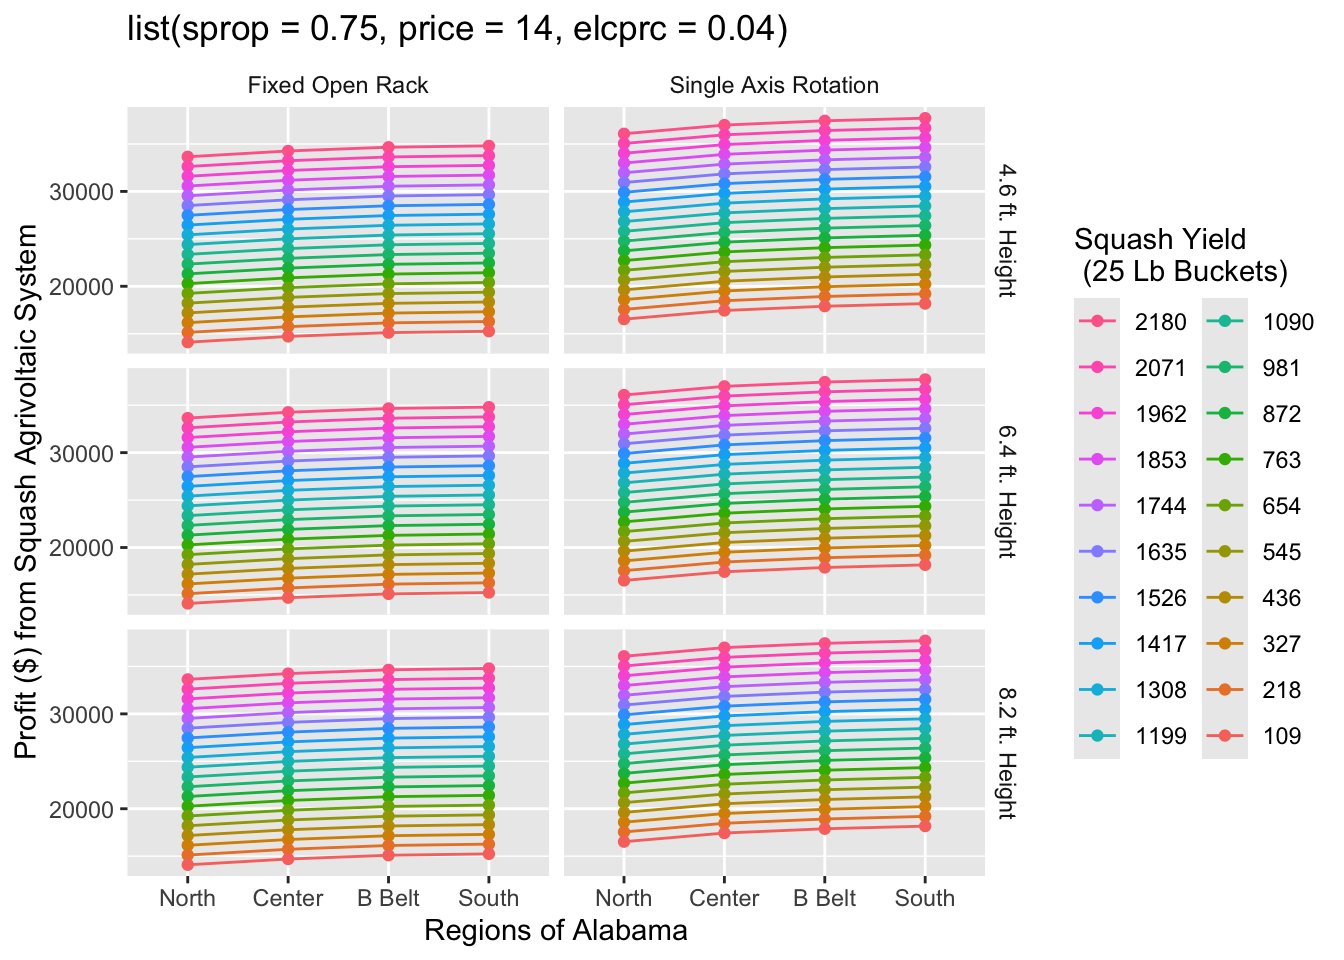 list(sprop = 0.75, price = 14, elcprc = 0.04)
Fixed Open Rack
Single Axis Rotation
Profit ($) from Squash Agrivoltaic System
30000
20000
4.6 ft. Height
30000
20000
6.4 ft. Height
30000
20000
8.2 ft. Height
North Center B Belt South
North Center B Belt South
Regions of Alabama
Squash Yield
(25 Lb Buckets)
2180 1090
2071 981
1962 872
1853 763
1744 654
1635 545
1526 436
1417 327
1308 218
1199 109